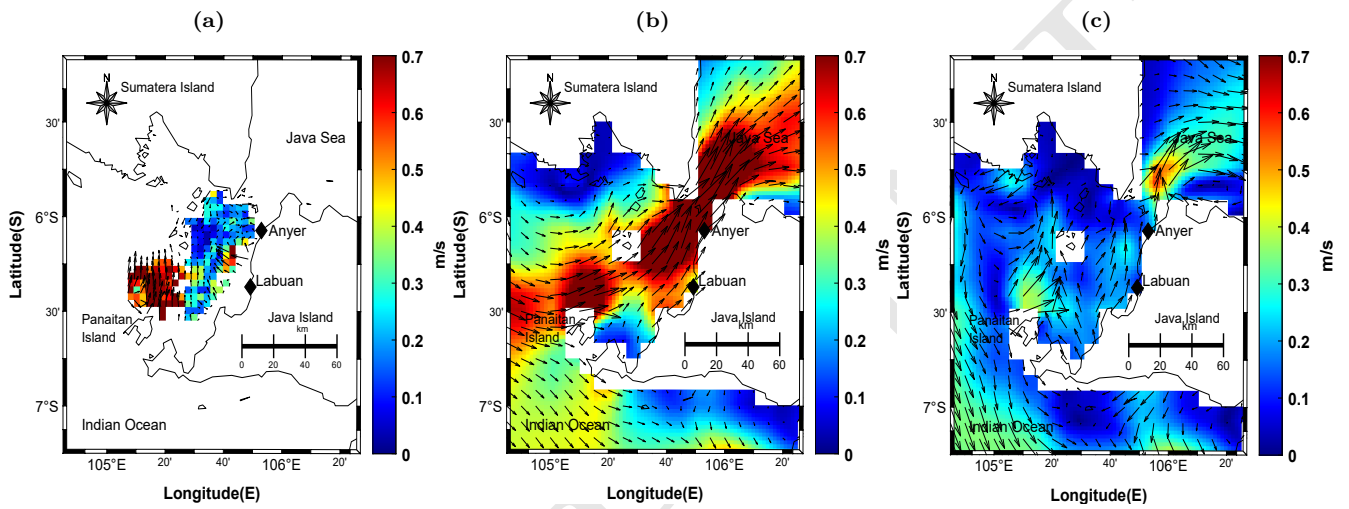 (a)
(b)
(c)
N
Sumatera Island
Java Sea
Anyer
Labuan
Panaitan
Island
Java Island
km
0 20 40 60
Indian Ocean
30'
6°S
30'
7°S
Latitude(S)
105°E 20' 40' 106°E 20'
Longitude(E)
0.7
0.6
0.5
0.4
0.3
0.2
0.1
0
m/s
N
Sumatera Island
Java Sea
Anyer
Labuan
Panaitan
Island
Java Island
km
0 20 40 60
Indian Ocean
30'
6°S
30'
7°S
Latitude(S)
105°E 20' 40' 106°E 20'
Longitude(E)
0.7
0.6
0.5
0.4
0.3
0.2
0.1
0
m/s
N
Sumatera Island
Java Sea
Anyer
Labuan
Panaitan
Island
Java Island
km
0 20 40 60
Indian Ocean
30'
6°S
30'
7°S
Latitude(S)
105°E 20' 40' 106°E 20'
Longitude(E)
0.7
0.6
0.5
0.4
0.3
0.2
0.1
0
m/s